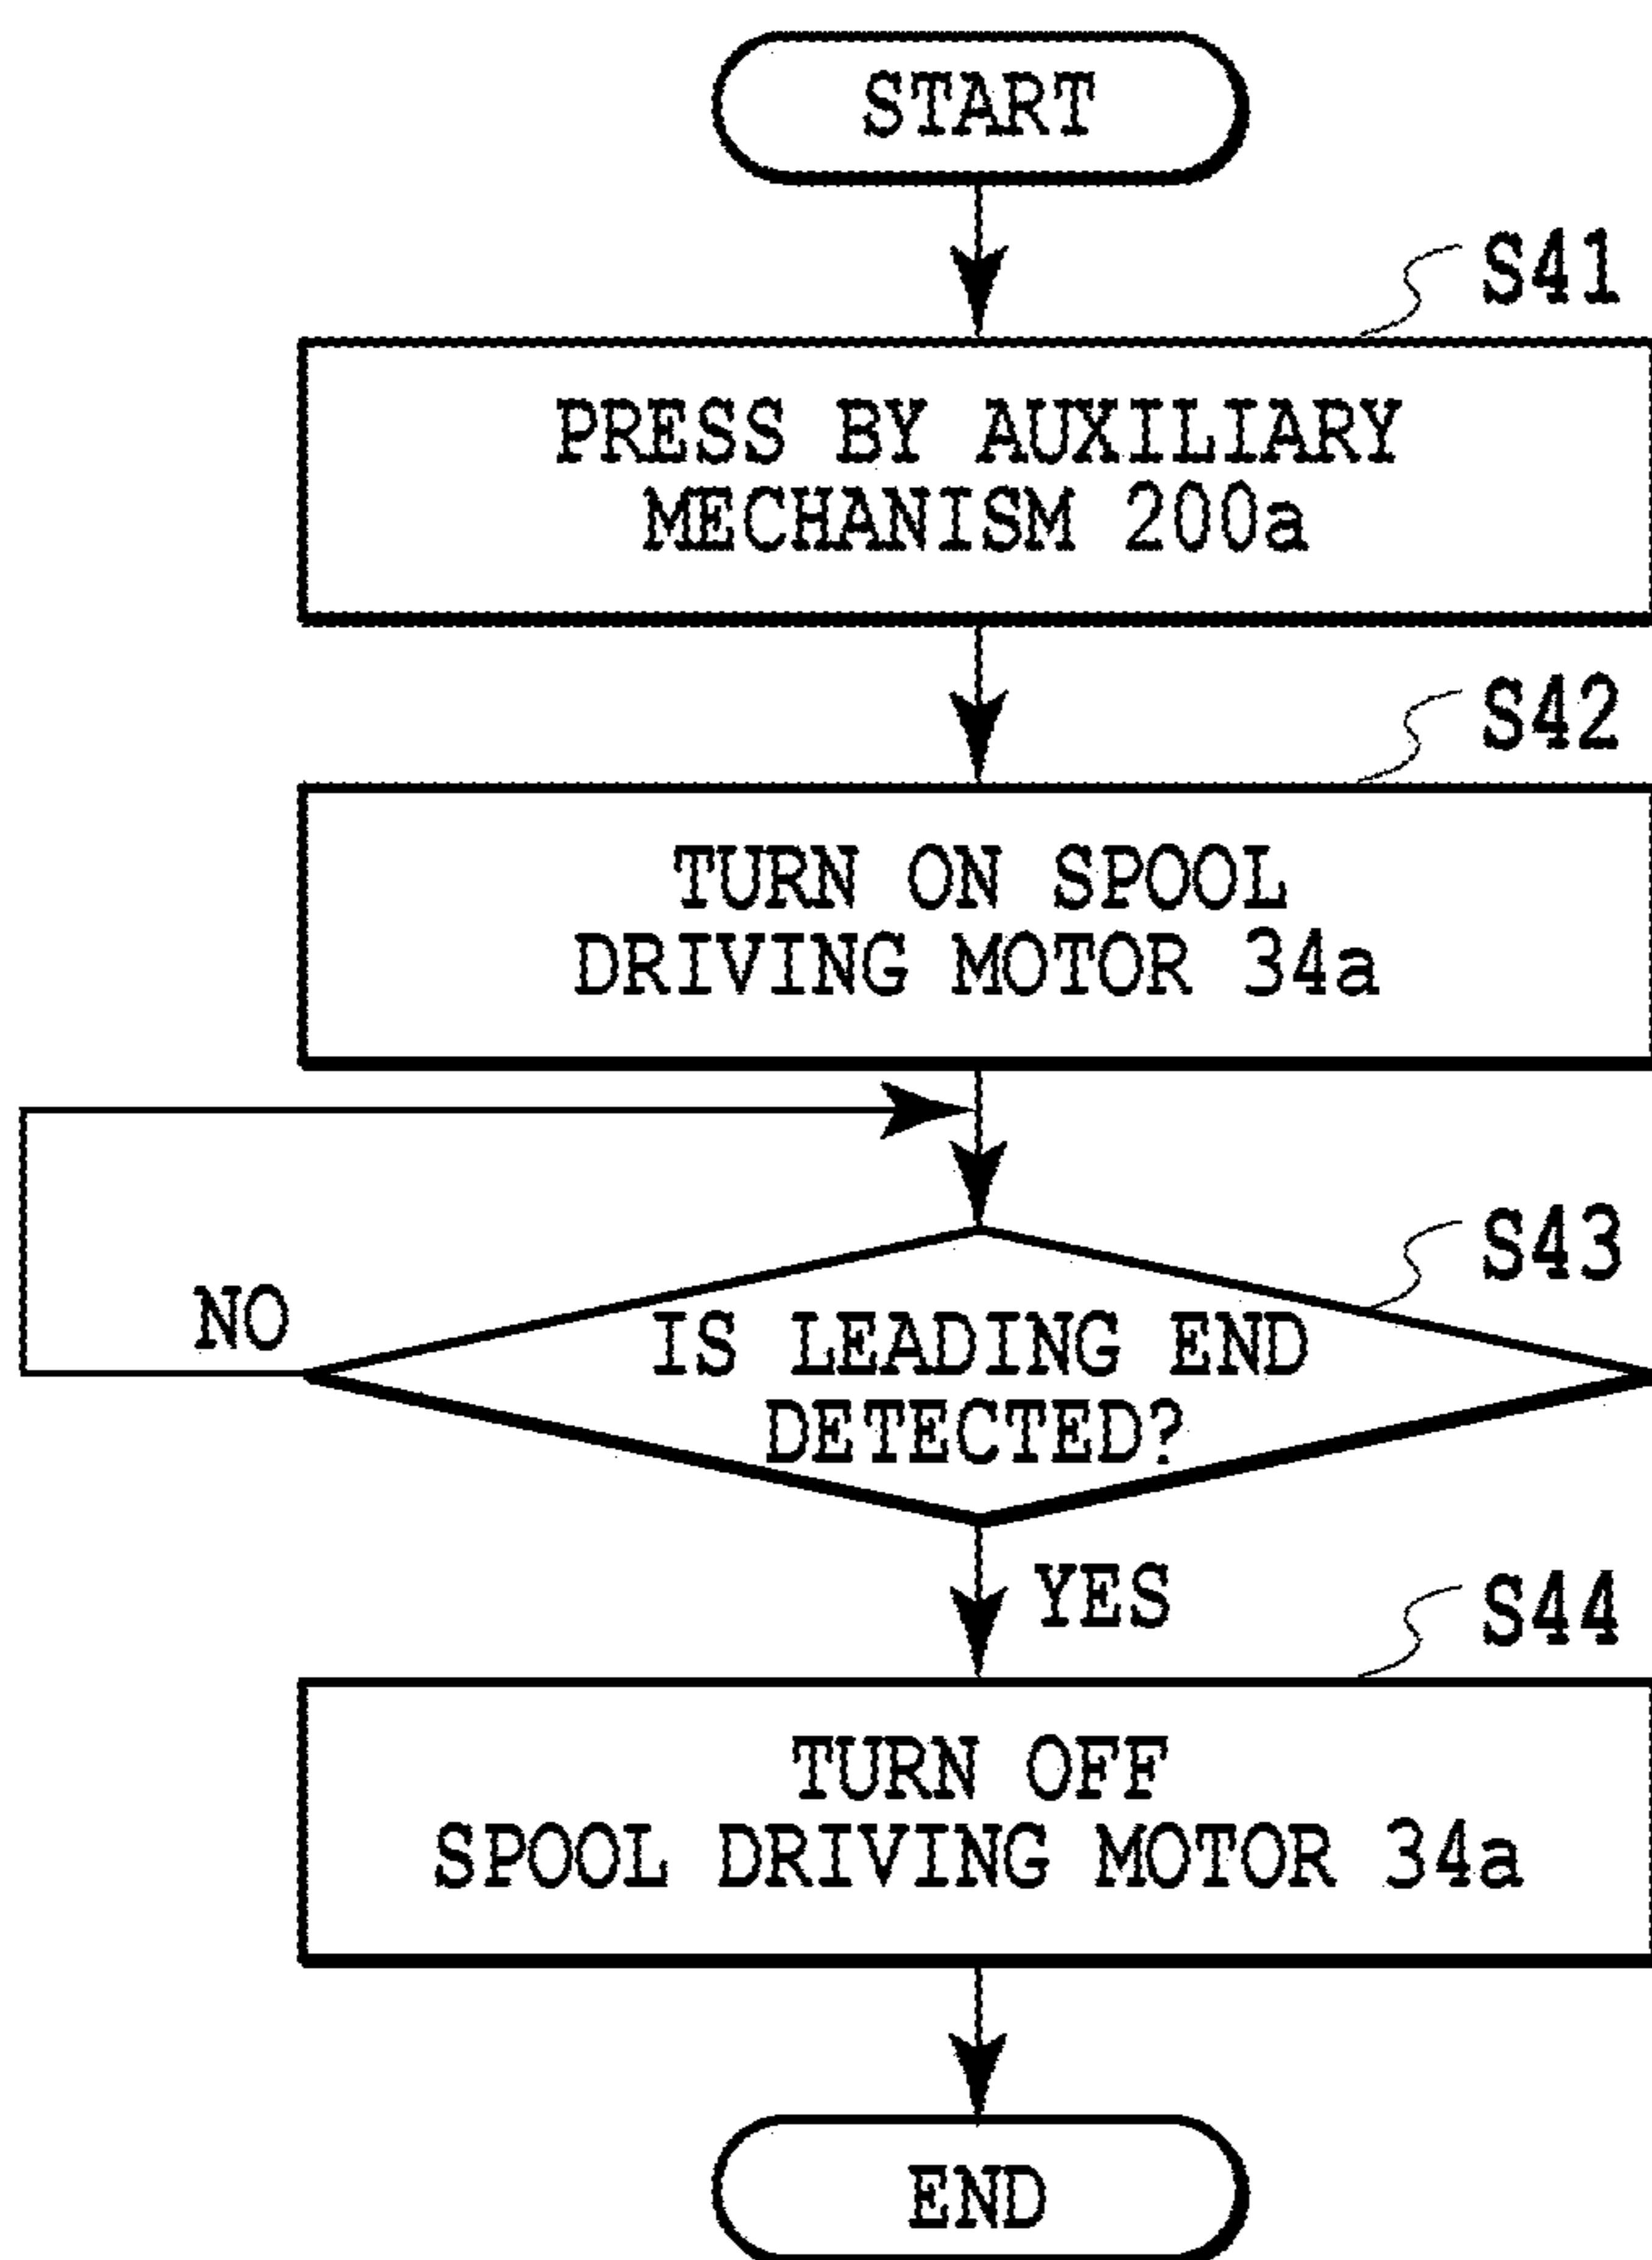 START
S41
PRESS BY AUXILIARY
MECHANISM 200a
S42
TURN ON SPOOL
DRIVING MOTOR 34a
S43
NO
IS LEADING END
DETECTED?
YES
S44
TURN OFF
SPOOL DRIVING MOTOR 34a
END